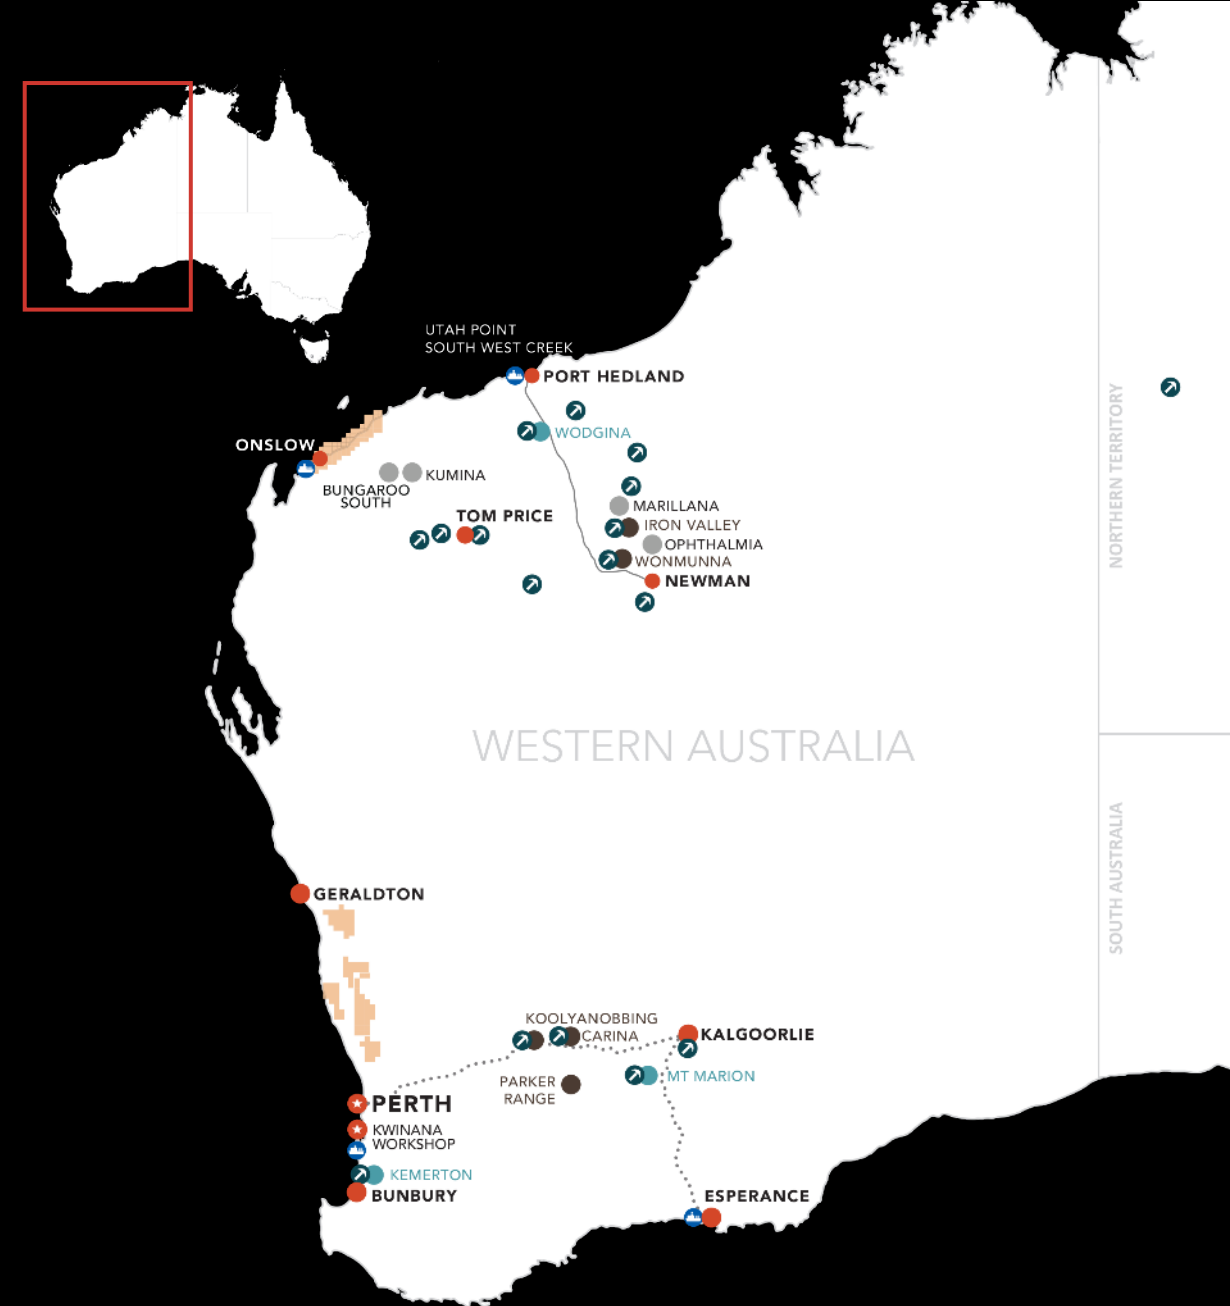 UTAH POINT
SOUTH WEST CREEK
PORT HEDLAND
ONSLOW
WODGINA
KUMINA
BUNGAROO
SOUTH
TOM PRICE
MARILLANA
IRON VALLEY
OPHTHALMIA
WONMUNNA
NEWMAN
NORTHERN TERRITORY
WESTERN AUSTRALIA
SOUTH AUSTRALIA
GERALDTON
KOOLYANOBBING
CARINA
KALGOORLIE
PARKER
RANGE
MT MARION
PERTH
KWINANA
WORKSHOP
KEMERTON
BUNBURY
ESPERANCE